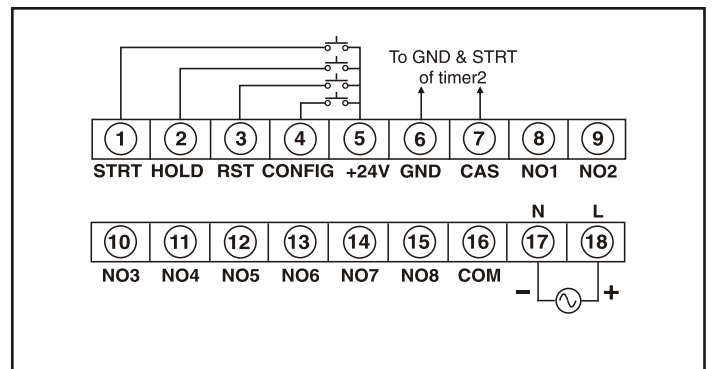 To GND & STRT
of timer2
1 2 3 4 5 6 7 8 9
STRT HOLD RST CONFIG +24V GND CAS NO1 NO2
N L
10 11 12 13 14 15 16 17 18
NO3 NO4 NO5 NO6 NO7 NO8 COM
− +